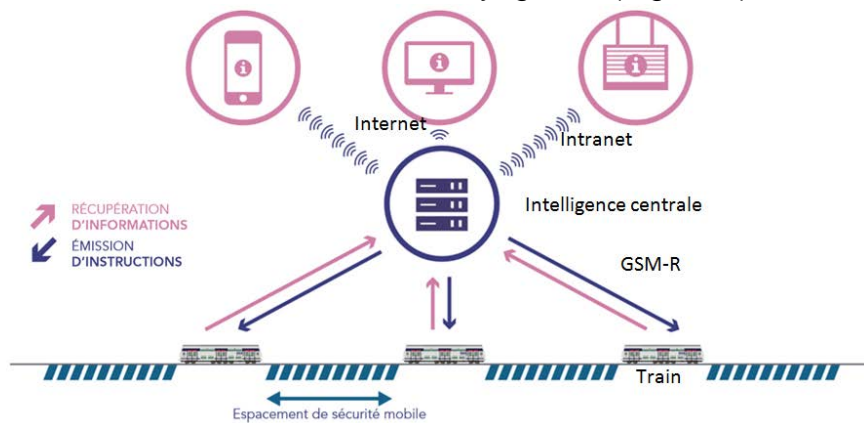 Internet
Intranet
Intelligence centrale
RÉCUPÉRATION
D'INFORMATIONS
ÉMISSION
D'INSTRUCTIONS
GSM-R
Train
Espacement de sécurité mobile